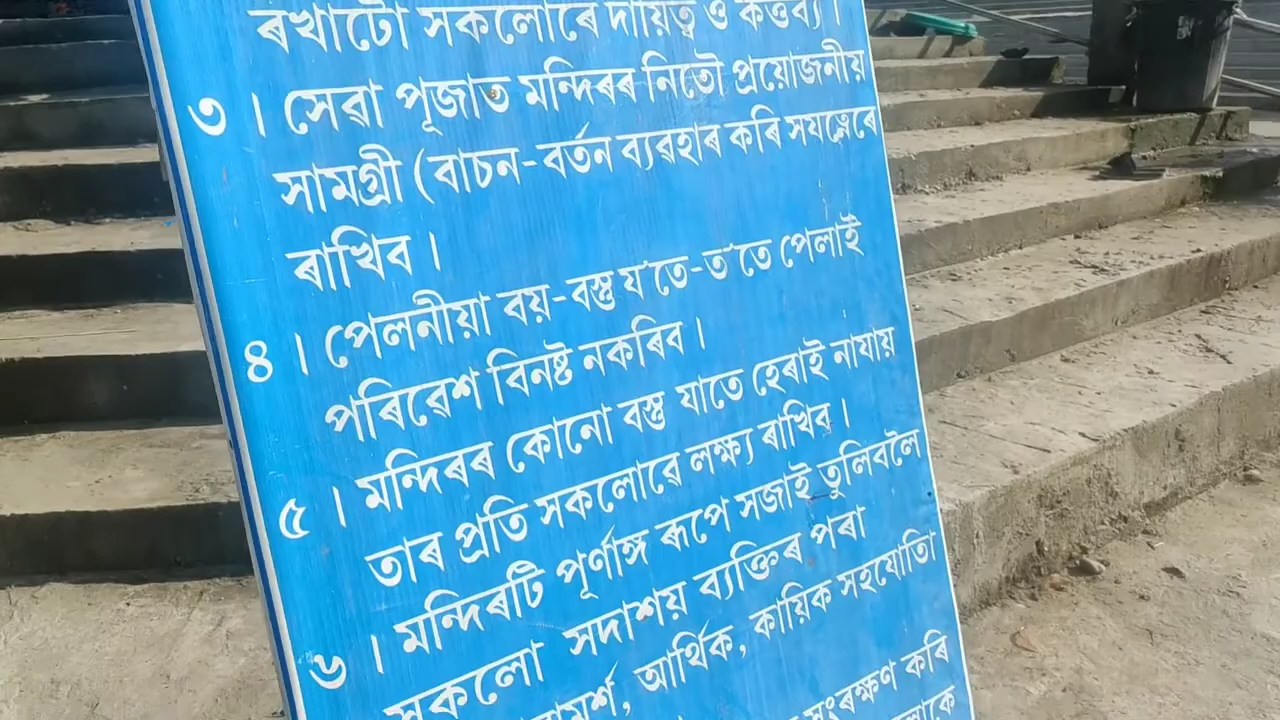 ৰখাটো সকলোৰে দায়িত্ব ও কৰ্ত্তব্য ।
৩ । সেৱা পূজাত মন্দিৰৰ নিতৌ প্ৰয়োজনীয়
সামগ্ৰী (বাচন-বৰ্তন ব্যৱহাৰ কৰি সযত্নেৰে
ৰাখিব ।
৪ । পেলনীয়া বয়-বস্তু য'তে-ত'তে পেলাই
পৰিৱেশ বিনষ্ট নকৰিব ।
৫ । মন্দিৰৰ কোনো বস্তু যাতে হেৰাই নাযায়
তাৰ প্ৰতি সকলোৱে লক্ষ্য ৰাখিব ।
৬ । মন্দিৰটি পূৰ্ণাঙ্গ ৰূপে সজাই তুলিবলৈ
সকলো সদাশয় ব্যক্তিৰ পৰা
আৰ্থিক, কায়িক সহযোগিতা
সংৰক্ষণ কৰি